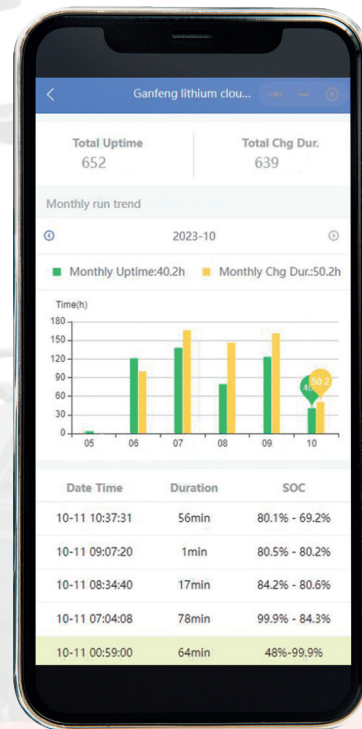 Ganfeng lithium clou...
Total Uptime Total Chg Dur.
652 639
Monthly run trend
2023-10
Monthly Uptime:40.2h Monthly Chg Dur.:50.2h
Time(h)
180
150
120
90
60
30
0
50.2
05 06 07 08 09 10
Date Time Duration SOC
10-11 10:37:31 56min 80.1% - 69.2%
10-11 09:07:20 1min 80.5% - 80.2%
10-11 08:34:40 17min 84.2% - 80.6%
10-11 07:04:08 78min 99.9% - 84.3%
10-11 00:59:00 64min 48%-99.9%